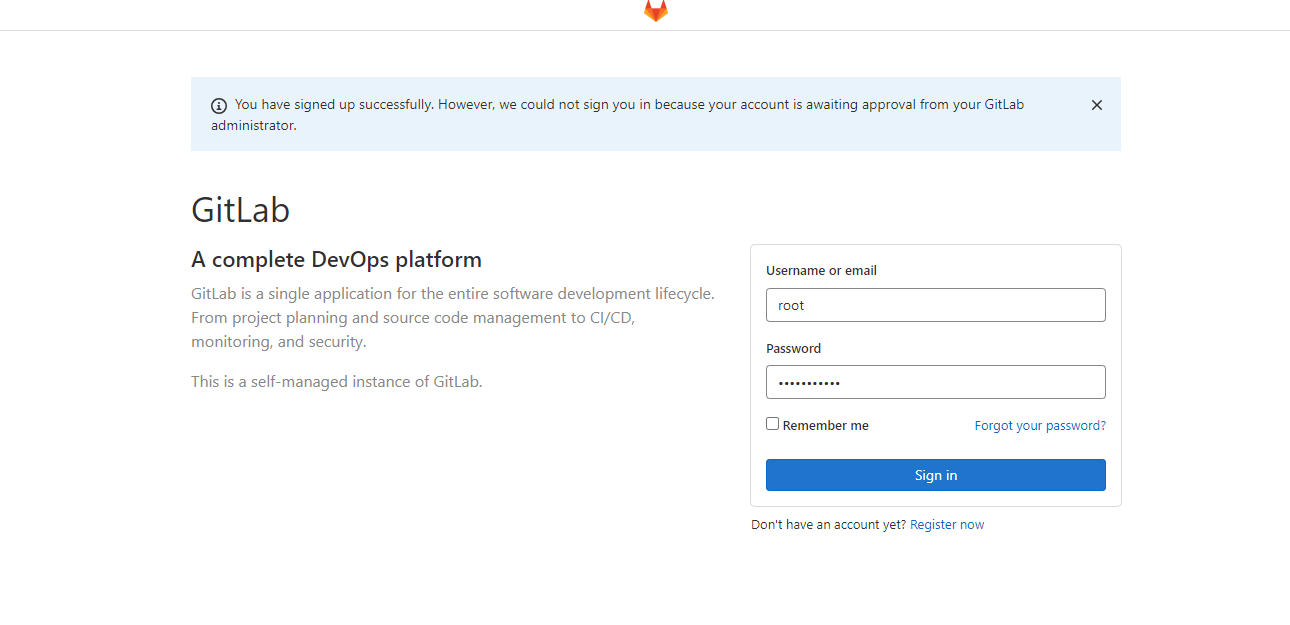 You have signed up successfully. However, we could not sign you in because your account is awaiting approval from your GitLab
administrator.
GitLab
A complete DevOps platform
GitLab is a single application for the entire software development lifecycle.
From project planning and source code management to CI/CD,
monitoring, and security.
This is a self-managed instance of GitLab.
Username or email
root
Password
•••••••••••
Remember me
Forgot your password?
Sign in
Don't have an account yet? Register now